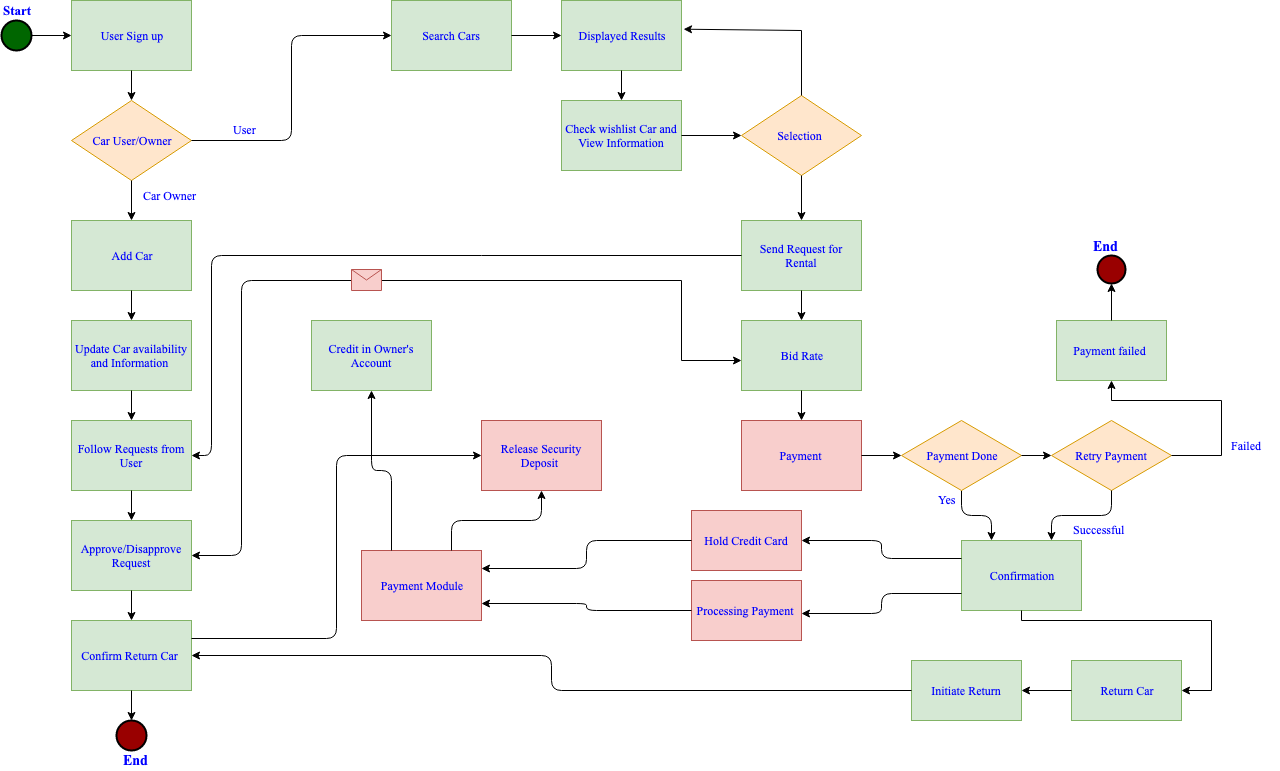 Start
User Sign up
Search Cars
Displayed Results
Car User/Owner
User
Check wishlist Car and
View Information
Selection
Car Owner
Add Car
Send Request for
Rental
End
Update Car availability
and Information
Credit in Owner's
Account
Bid Rate
Payment failed
Follow Requests from
User
Release Security
Deposit
Payment
Payment Done
Retry Payment
Failed
Yes
Successful
Approve/Disapprove
Request
Hold Credit Card
Payment Module
Confirmation
Processing Payment
Confirm Return Car
Initiate Return
Return Car
End